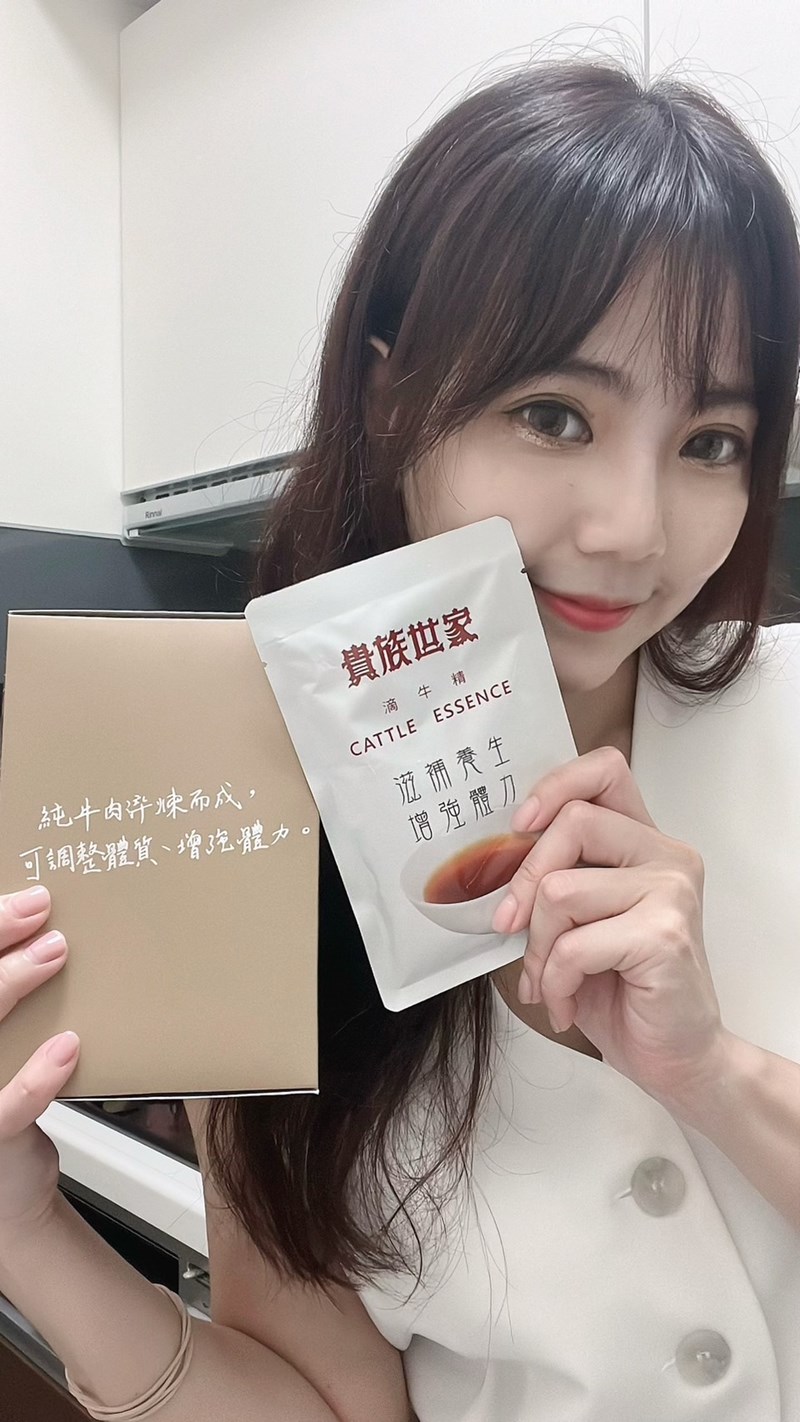 Rinnai
貴族世家
滴牛精
CATTLE ESSENCE
滋補養生
增強體力
純牛肉淬煉而成，
可調整體質、增強體力。